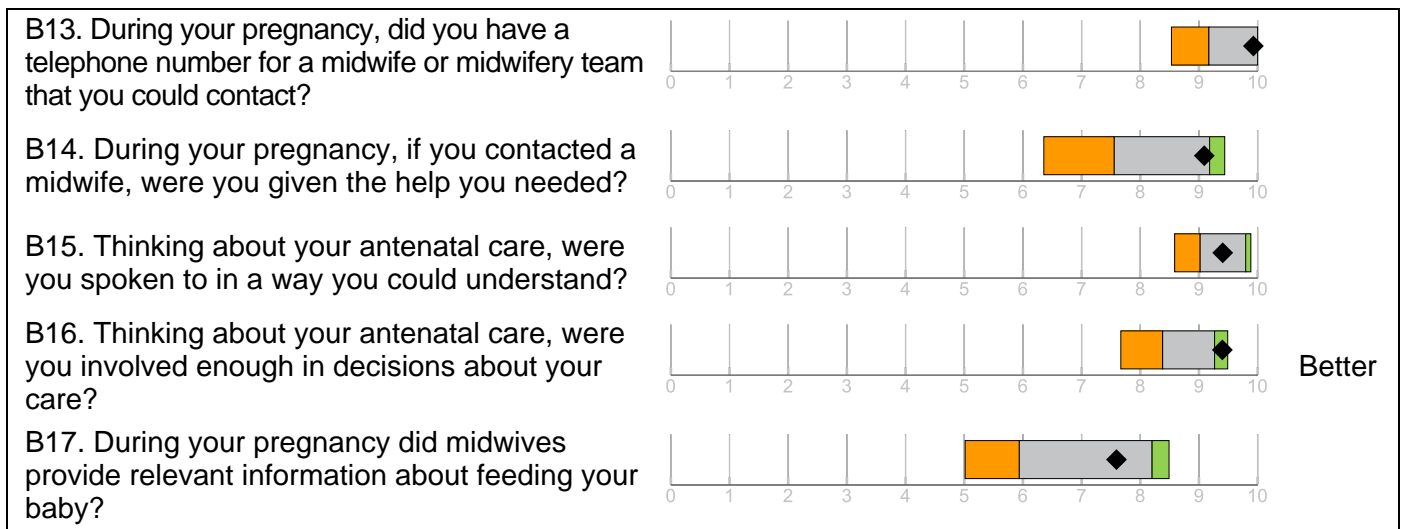 B13. During your pregnancy, did you have a
telephone number for a midwife or midwifery team
that you could contact?
0 1 2 3 4 5 6 7 8 9 10
B14. During your pregnancy, if you contacted a
midwife, were you given the help you needed?
0 1 2 3 4 5 6 7 8 9 10
B15. Thinking about your antenatal care, were
you spoken to in a way you could understand?
0 1 2 3 4 5 6 7 8 9 10
B16. Thinking about your antenatal care, were
you involved enough in decisions about your
care?
0 1 2 3 4 5 6 7 8 9 10
Better
B17. During your pregnancy did midwives
provide relevant information about feeding your
baby?
0 1 2 3 4 5 6 7 8 9 10